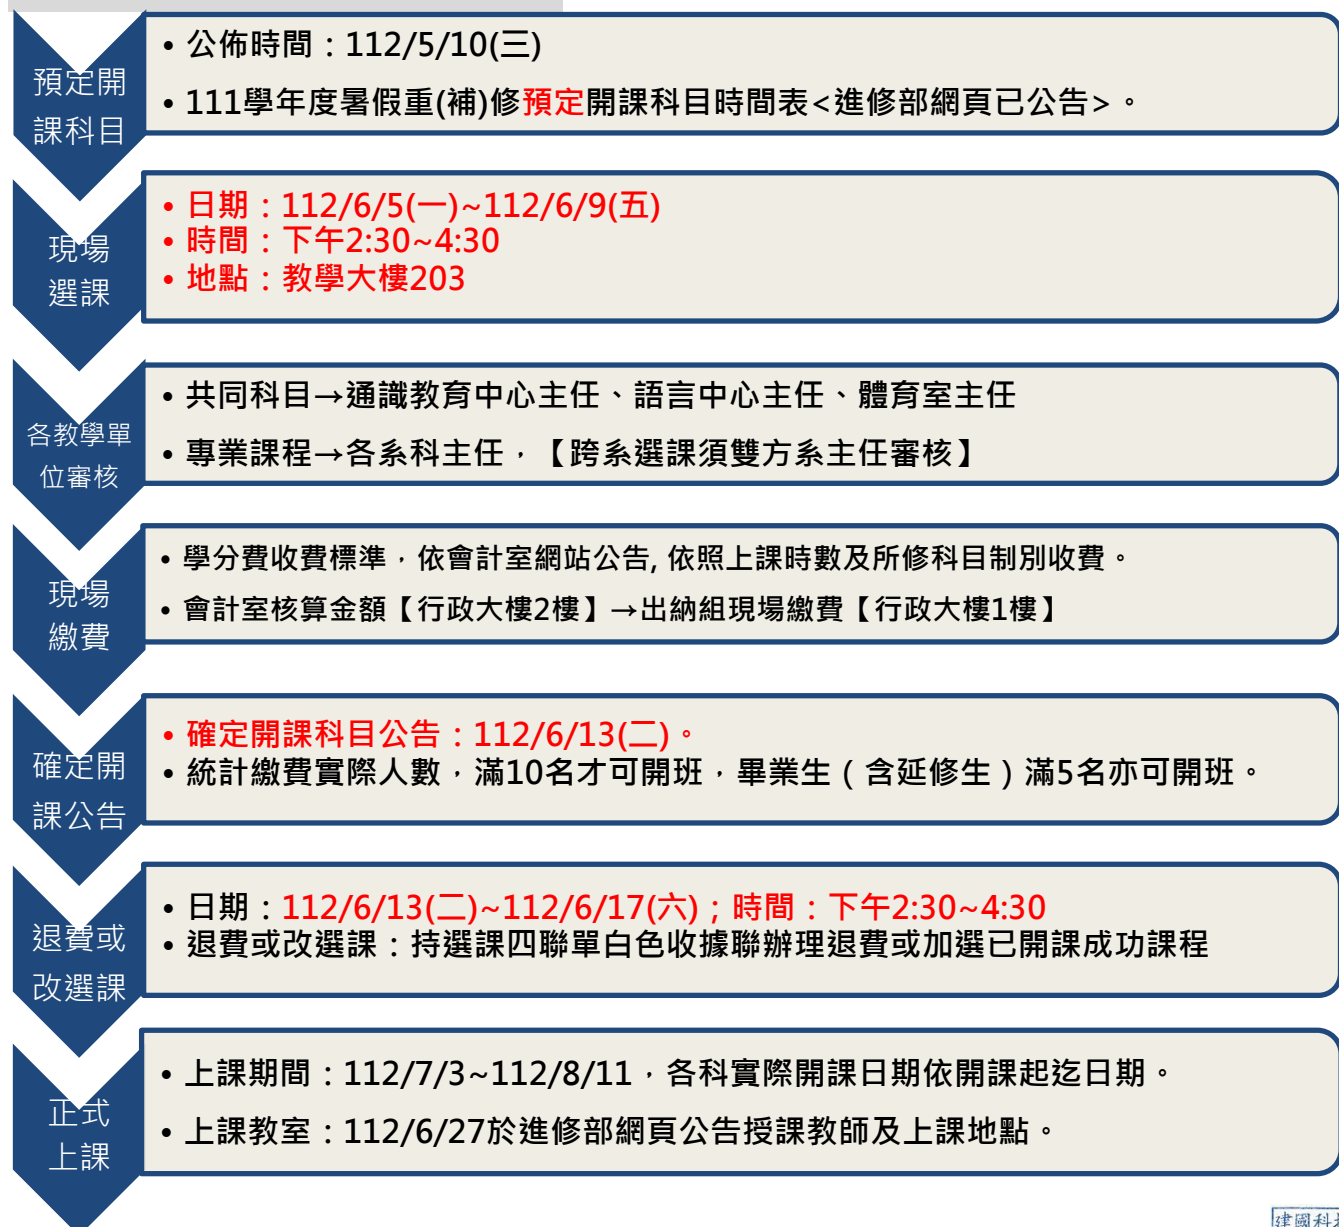 預定開
課科目
• 公佈時間：112/5/10(三)
• 111學年度暑假重(補)修預定開課科目時間表<進修部網頁已公告>。
現場
選課
• 日期：112/6/5(一)~112/6/9(五)
• 時間：下午2:30~4:30
• 地點：教學大樓203
各教學單
位審核
• 共同科目→通識教育中心主任、語言中心主任、體育室主任
• 專業課程→各系科主任，【跨系選課須雙方系主任審核】
現場
繳費
• 學分費收費標準，依會計室網站公告, 依照上課時數及所修科目制別收費。
• 會計室核算金額【行政大樓2樓】→出納組現場繳費【行政大樓1樓】
確定開
課公告
• 確定開課科目公告：112/6/13(二)。
• 統計繳費實際人數，滿10名才可開班，畢業生（含延修生）滿5名亦可開班。
退費或
改選課
• 日期：112/6/13(二)~112/6/17(六)；時間：下午2:30~4:30
• 退費或改選課：持選課四聯單白色收據聯辦理退費或加選已開課成功課程
正式
上課
• 上課期間：112/7/3~112/8/11，各科實際開課日期依開課起迄日期。
• 上課教室：112/6/27於進修部網頁公告授課教師及上課地點。
建國科